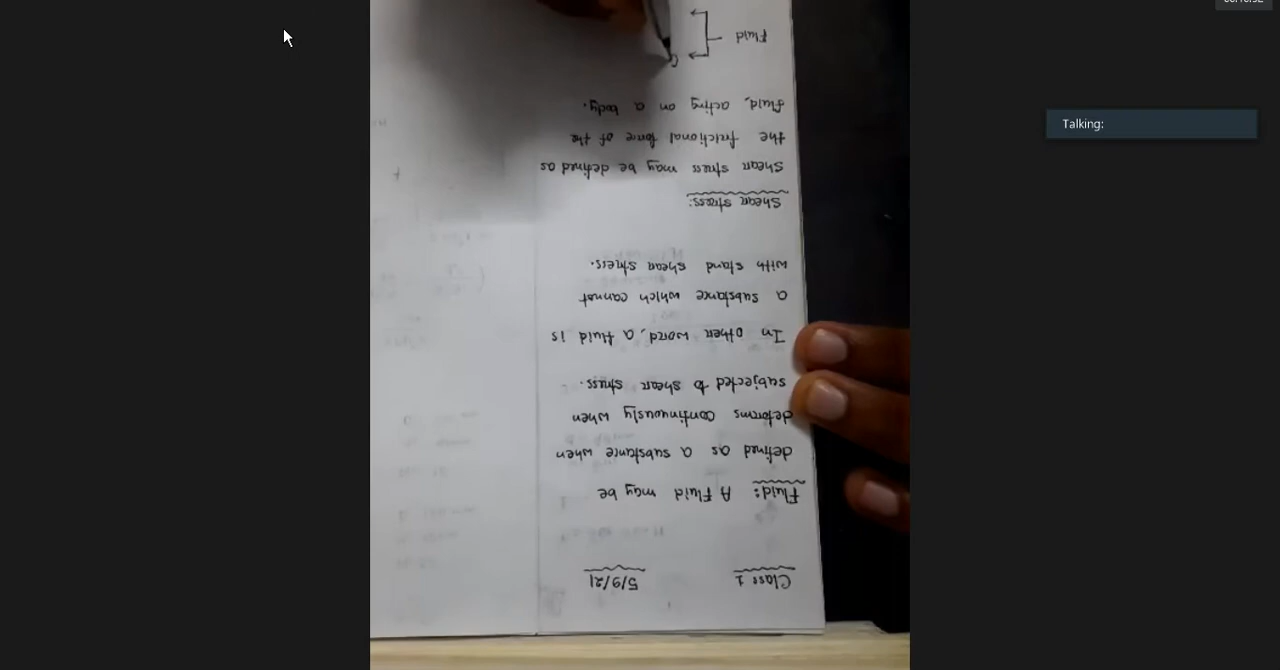 Class 1 5/9/21
Fluid: A Fluid may be
defined as a substance when
deforms continuously when
subjected to shear stress.
In other word, a fluid is
a substance which cannot
with stand shear stress.
Shear stress:
Shear stress may be defined as
the frictional force of the
fluid, acting on a body.
Fluid
Talking: